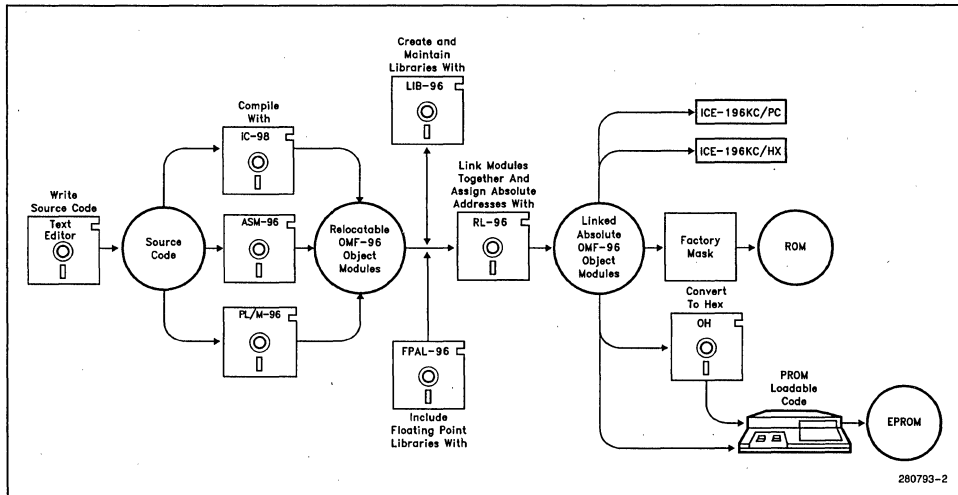 Write
Source Code
Text
Editor
Source
Code
Compile
With
iC-98
ASM-96
PL/M-96
Relocatable
OMF-96
Object
Modules
Create and
Maintain
Libraries With
LIB-96
FPAL-96
Include
Floating Point
Libraries With
Link Modules
Together And
Assign Absolute
Addresses With
RL-96
Linked
Absolute
OMF-96
Object
Modules
ICE-196KC/PC
ICE-196KC/HX
Factory
Mask
ROM
Convert
To Hex
OH
PROM
Loadable
Code
EPROM
280793-2